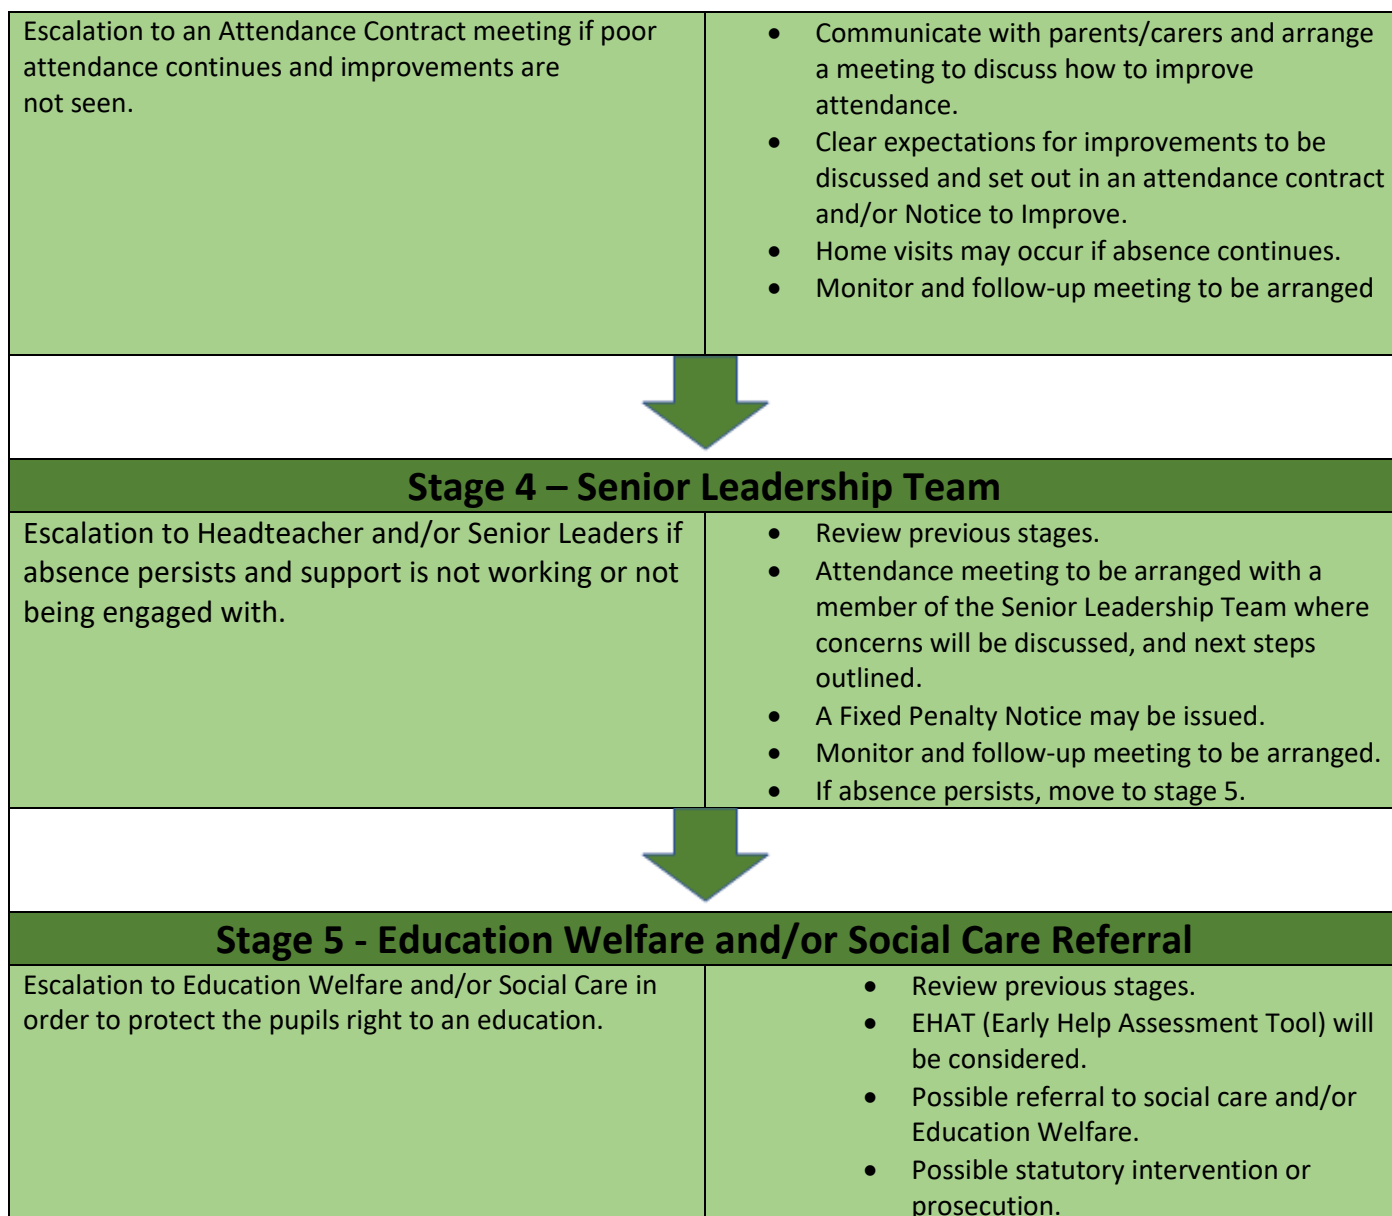 Escalation to an Attendance Contract meeting if poor
attendance continues and improvements are
not seen.
• Communicate with parents/carers and arrange
a meeting to discuss how to improve
attendance.
• Clear expectations for improvements to be
discussed and set out in an attendance contract
and/or Notice to Improve.
• Home visits may occur if absence continues.
• Monitor and follow-up meeting to be arranged
Stage 4 – Senior Leadership Team
Escalation to Headteacher and/or Senior Leaders if
absence persists and support is not working or not
being engaged with.
• Review previous stages.
• Attendance meeting to be arranged with a
member of the Senior Leadership Team where
concerns will be discussed, and next steps
outlined.
• A Fixed Penalty Notice may be issued.
• Monitor and follow-up meeting to be arranged.
• If absence persists, move to stage 5.
Stage 5 - Education Welfare and/or Social Care Referral
Escalation to Education Welfare and/or Social Care in
order to protect the pupils right to an education.
• Review previous stages.
• EHAT (Early Help Assessment Tool) will
be considered.
• Possible referral to social care and/or
Education Welfare.
• Possible statutory intervention or
prosecution.